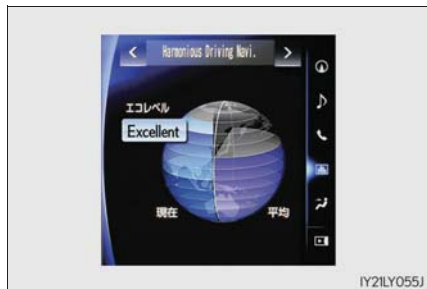 Harmonious Driving Navi.
エコレベル
Excellent
現在
平均
IY21LY055J